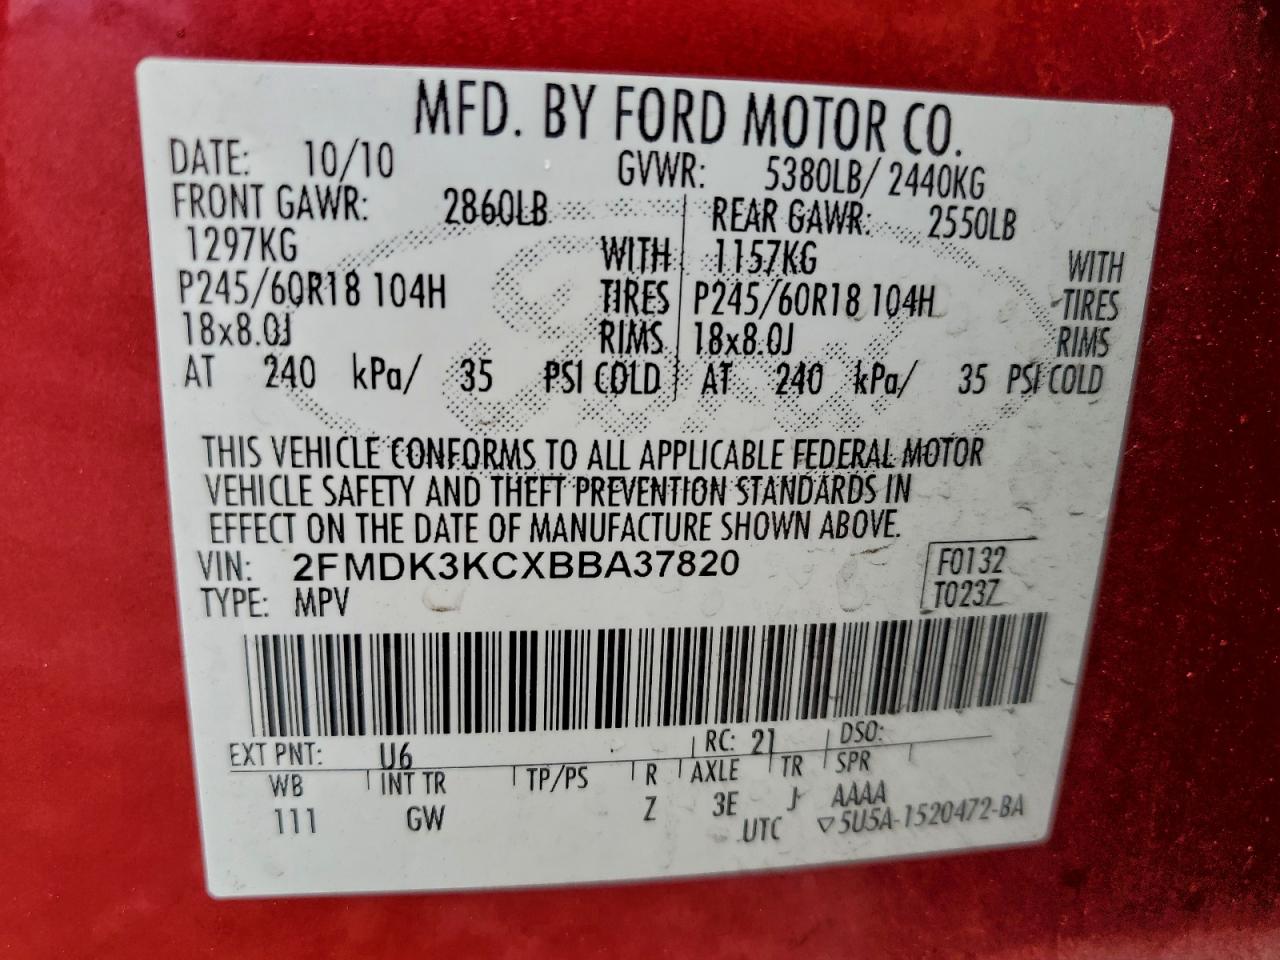 MFD. BY FORD MOTOR CO.
DATE: 10/10 GVWR: 5380LB/ 2440KG
FRONT GAWR: 2860LB REAR GAWR: 2550LB
1297KG WITH 1157KG WITH
P245/60R18 104H TIRES P245/60R18 104H TIRES
18x8.0J RIMS 18x8.0J RIMS
AT 240 kPa/ 35 PSI COLD AT 240 kPa/ 35 PSI COLD
THIS VEHICLE CONFORMS TO ALL APPLICABLE FEDERAL MOTOR
VEHICLE SAFETY AND THEFT PREVENTION STANDARDS IN
EFFECT ON THE DATE OF MANUFACTURE SHOWN ABOVE.
VIN: 2FMDK3KCXBBA37820 F0132
TYPE: MPV T023Z
EXT PNT: U6 RC: 21 DSO:
WB INT TR TP/PS R AXLE TR SPR
111 GW Z 3E J AAAA
UTC ▽5U5A-1520472-BA